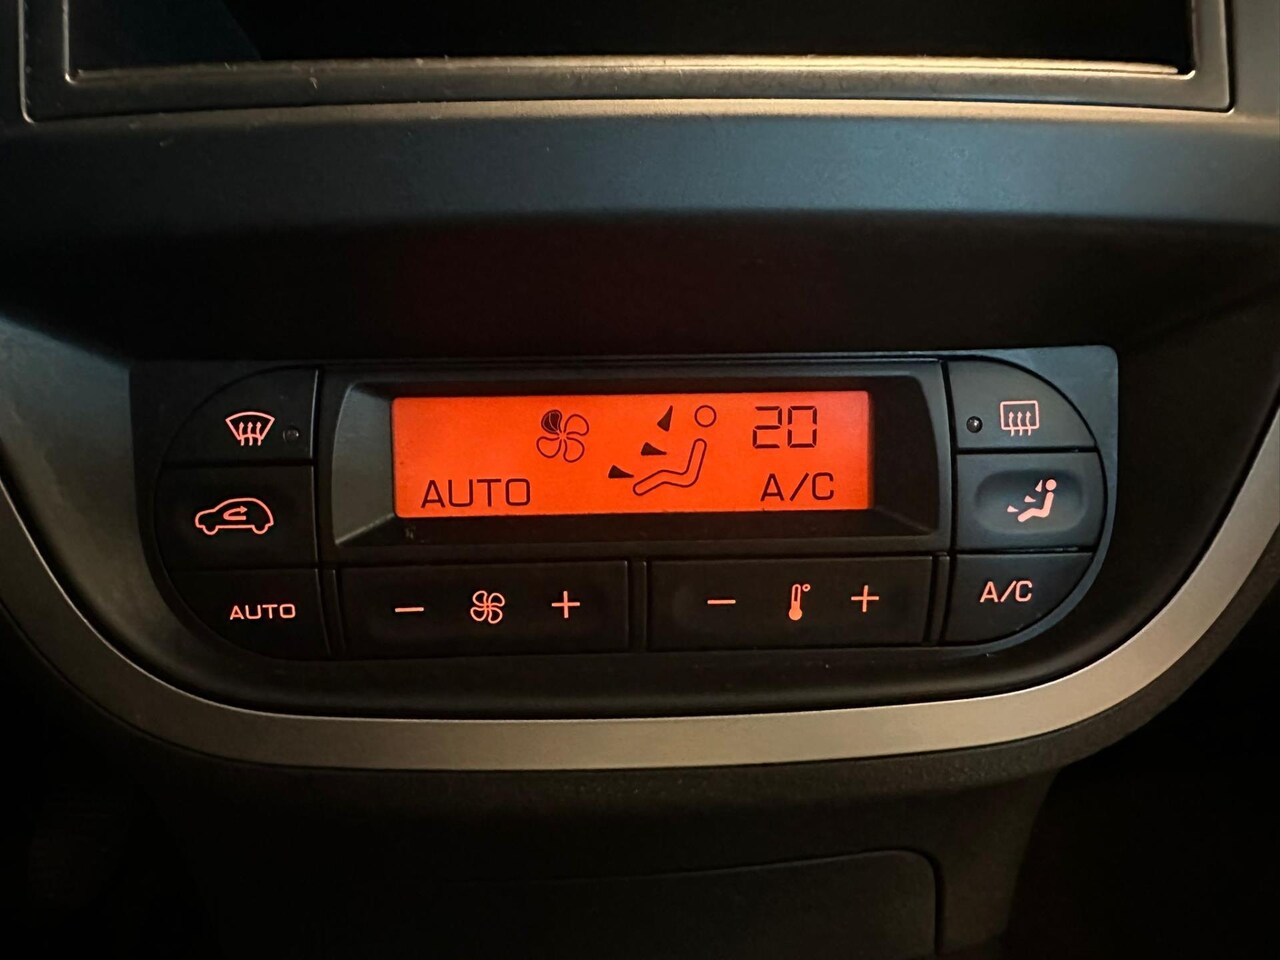 20
AUTO A/C
AUTO - + - + A/C